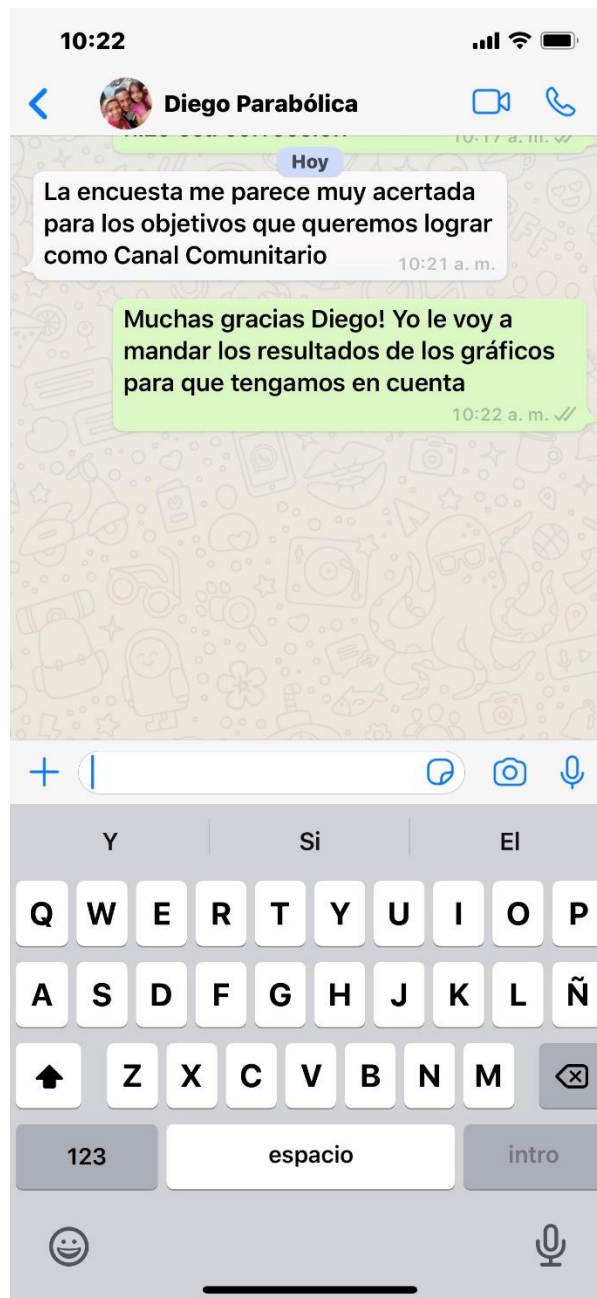 10:22
Diego Parabólica
10:17 a. m.
Hoy
La encuesta me parece muy acertada
para los objetivos que queremos lograr
como Canal Comunitario
10:21 a. m.
Muchas gracias Diego! Yo le voy a
mandar los resultados de los gráficos
para que tengamos en cuenta
10:22 a. m.
Y Si El
Q W E R T Y U I O P
A S D F G H J K L Ñ
Z X C V B N M
123 espacio intro